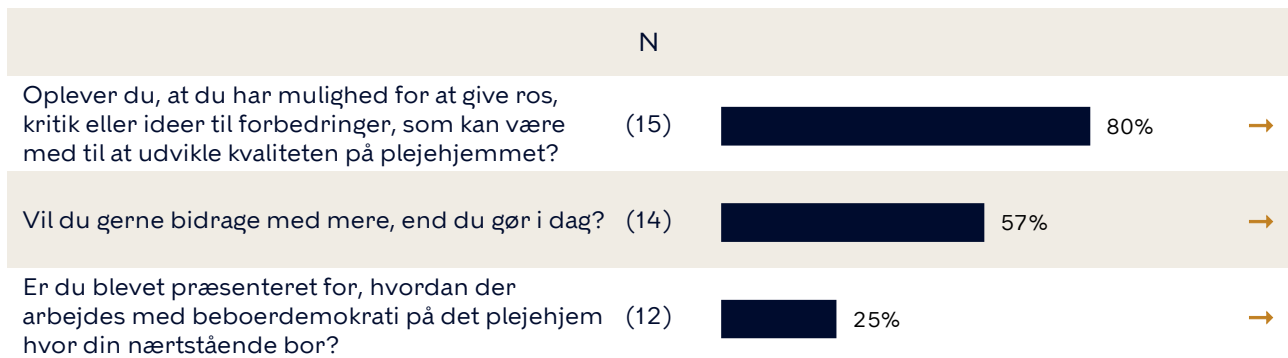 N
Oplever du, at du har mulighed for at give ros,
kritik eller ideer til forbedringer, som kan være
med til at udvikle kvaliteten på plejehjemmet?
(15)
80%
Vil du gerne bidrage med mere, end du gør i dag?
(14)
57%
Er du blevet præsenteret for, hvordan der
arbejdes med beboerdemokrati på det plejehjem
hvor din nærtstående bor?
(12)
25%